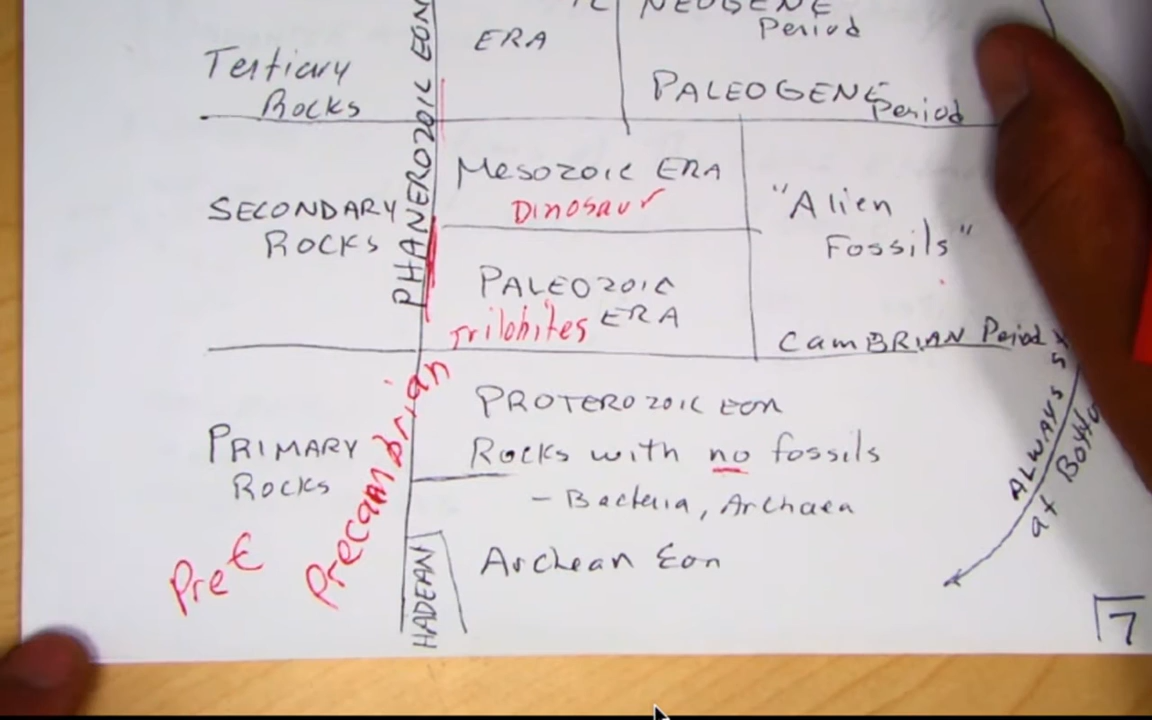 NEOGENE
Period
ERA
PALEOGENE Period
Tertiary
Rocks
PHANEROZOIC EON
MESOZOIC ERA
DINOSAUR
SECONDARY
ROCKS
"Alien
Fossils"
PALEOZOIC
ERA
Trilobites
CAMBRIAN Period
PROTEROZOIC EON
Rocks with no fossils
- Bacteria, Archaea
PRIMARY
ROCKS
Precambrian
PreЄ
HADEAN
Archean Eon
ALWAYS
at Bottom
7